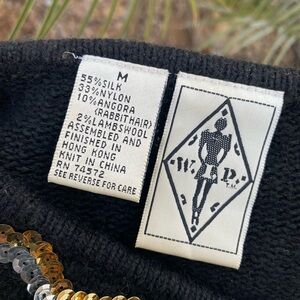 M
55% SILK
33% NYLON
10% ANGORA
(RABBIT HAIR)
2% LAMBSWOOL
ASSEMBLED AND
FINISHED IN
HONG KONG
KNIT IN CHINA
RN 74572
SEE REVERSE FOR CARE
W. D.
T.M.